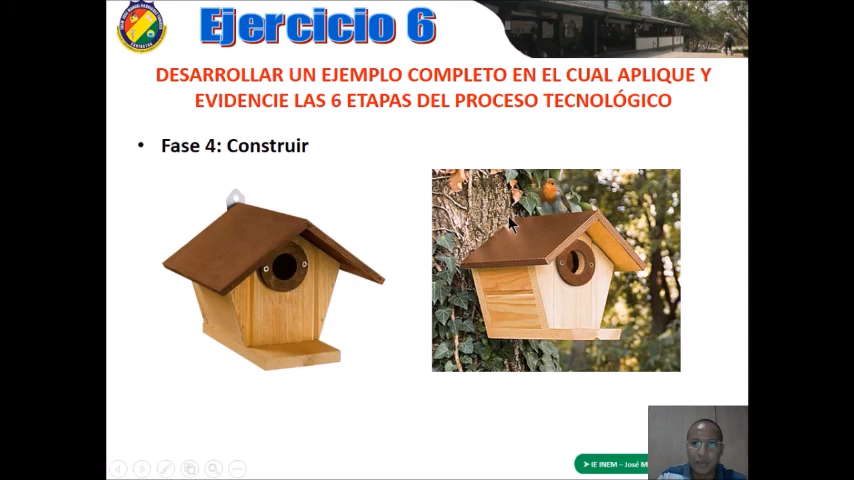 Ejercicio 6
DESARROLLAR UN EJEMPLO COMPLETO EN EL CUAL APLIQUE Y
EVIDENCIE LAS 6 ETAPAS DEL PROCESO TECNOLÓGICO
• Fase 4: Construir
➤ IE INEM – José M